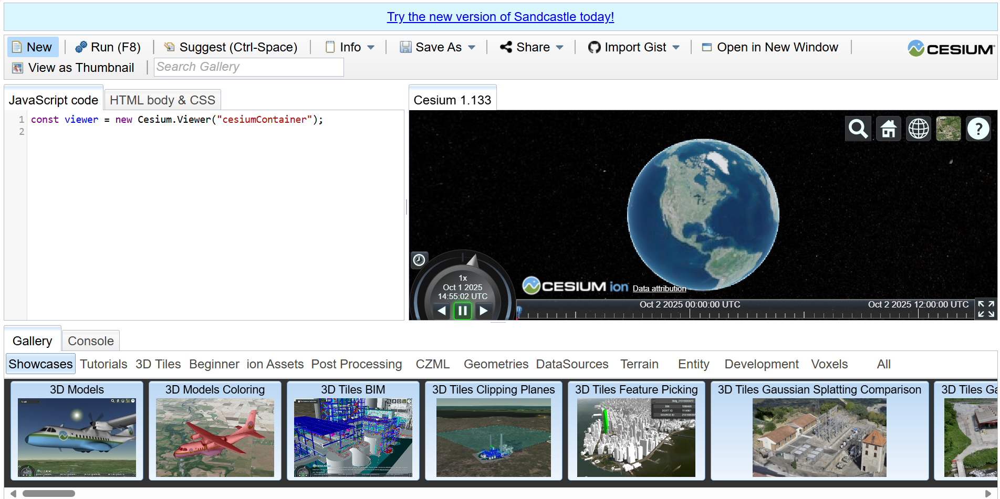 Try the new version of Sandcastle today!
New
Run (F8)
Suggest (Ctrl-Space)
Info
Save As
Share
Import Gist
Open in New Window
CESIUM
View as Thumbnail
Search Gallery
JavaScript code
HTML body & CSS
1 const viewer = new Cesium.Viewer("cesiumContainer");
2
Cesium 1.133
?
1x
Oct 1 2025
14:55:02 UTC
CESIUM ion
Data attribution
Oct 2 2025 00:00:00 UTC
Oct 2 2025 12:00:00 UTC
Gallery
Console
Showcases
Tutorials
3D Tiles
Beginner
ion Assets
Post Processing
CZML
Geometries
DataSources
Terrain
Entity
Development
Voxels
All
3D Models
3D Models Coloring
3D Tiles BIM
3D Tiles Clipping Planes
3D Tiles Feature Picking
3D Tiles Gaussian Splatting Comparison
3D Tiles Ga